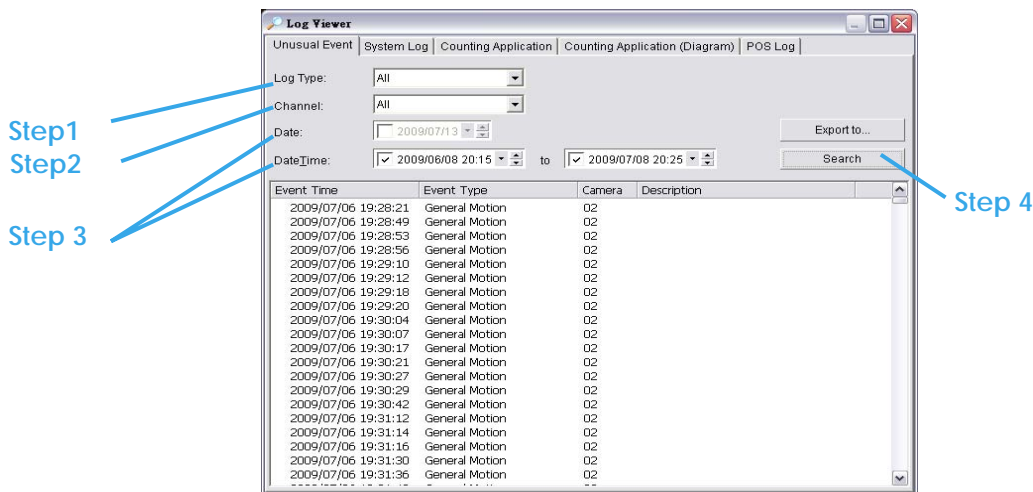 Log Viewer
Unusual Event System Log Counting Application Counting Application (Diagram) POS Log
Log Type: All
Channel: All
Date: 2009/07/13
Export to...
DateTime: 2009/06/08 20:15 to 2009/07/08 20:25
Search
Step1
Step2
Step 3
Step 4
Event Time Event Type Camera Description
2009/07/06 19:28:21 General Motion 02
2009/07/06 19:28:49 General Motion 02
2009/07/06 19:28:53 General Motion 02
2009/07/06 19:28:56 General Motion 02
2009/07/06 19:29:10 General Motion 02
2009/07/06 19:29:12 General Motion 02
2009/07/06 19:29:18 General Motion 02
2009/07/06 19:29:20 General Motion 02
2009/07/06 19:30:04 General Motion 02
2009/07/06 19:30:07 General Motion 02
2009/07/06 19:30:17 General Motion 02
2009/07/06 19:30:21 General Motion 02
2009/07/06 19:30:27 General Motion 02
2009/07/06 19:30:29 General Motion 02
2009/07/06 19:30:42 General Motion 02
2009/07/06 19:31:12 General Motion 02
2009/07/06 19:31:14 General Motion 02
2009/07/06 19:31:16 General Motion 02
2009/07/06 19:31:30 General Motion 02
2009/07/06 19:31:36 General Motion 02